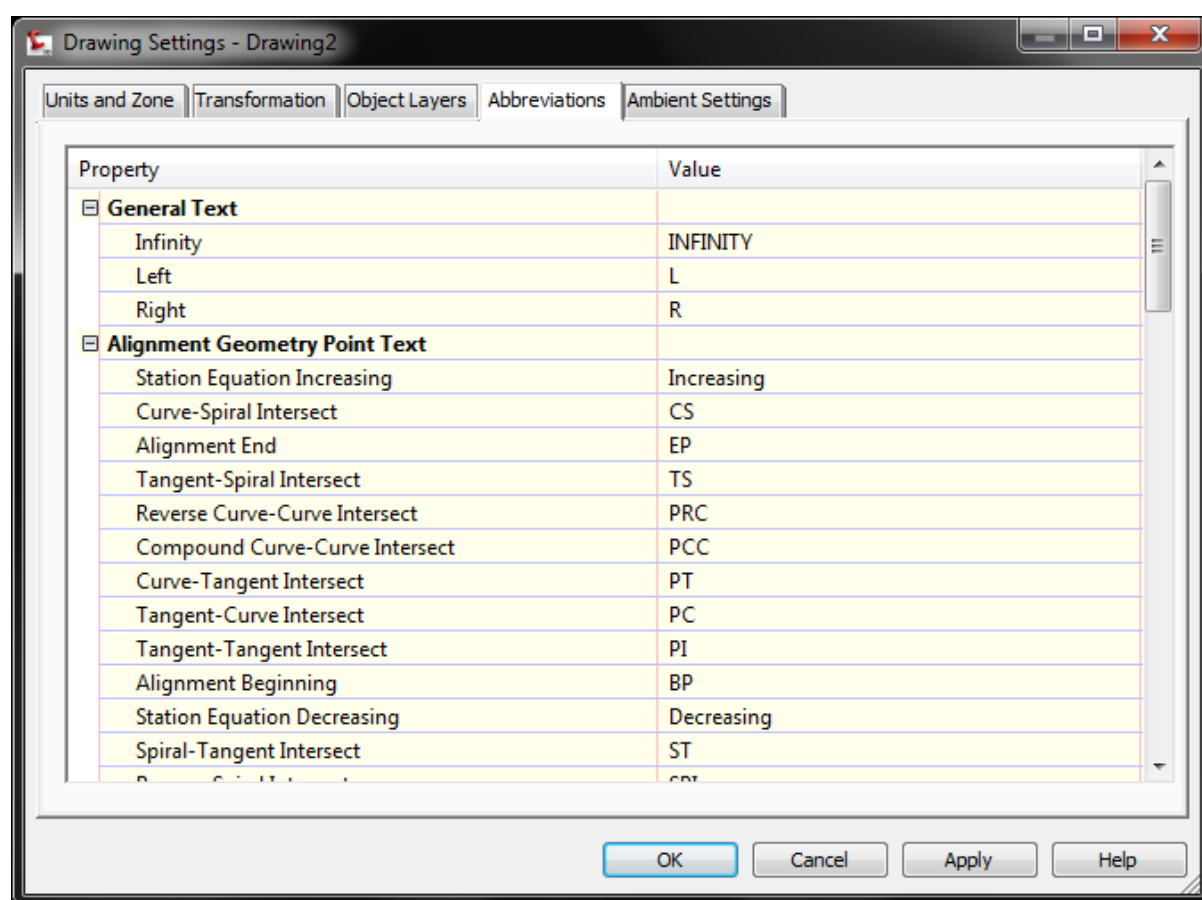 Drawing Settings - Drawing2
Units and Zone Transformation Object Layers Abbreviations Ambient Settings
Property Value
General Text
Infinity INFINITY
Left L
Right R
Alignment Geometry Point Text
Station Equation Increasing Increasing
Curve-Spiral Intersect CS
Alignment End EP
Tangent-Spiral Intersect TS
Reverse Curve-Curve Intersect PRC
Compound Curve-Curve Intersect PCC
Curve-Tangent Intersect PT
Tangent-Curve Intersect PC
Tangent-Tangent Intersect PI
Alignment Beginning BP
Station Equation Decreasing Decreasing
Spiral-Tangent Intersect ST
OK Cancel Apply Help